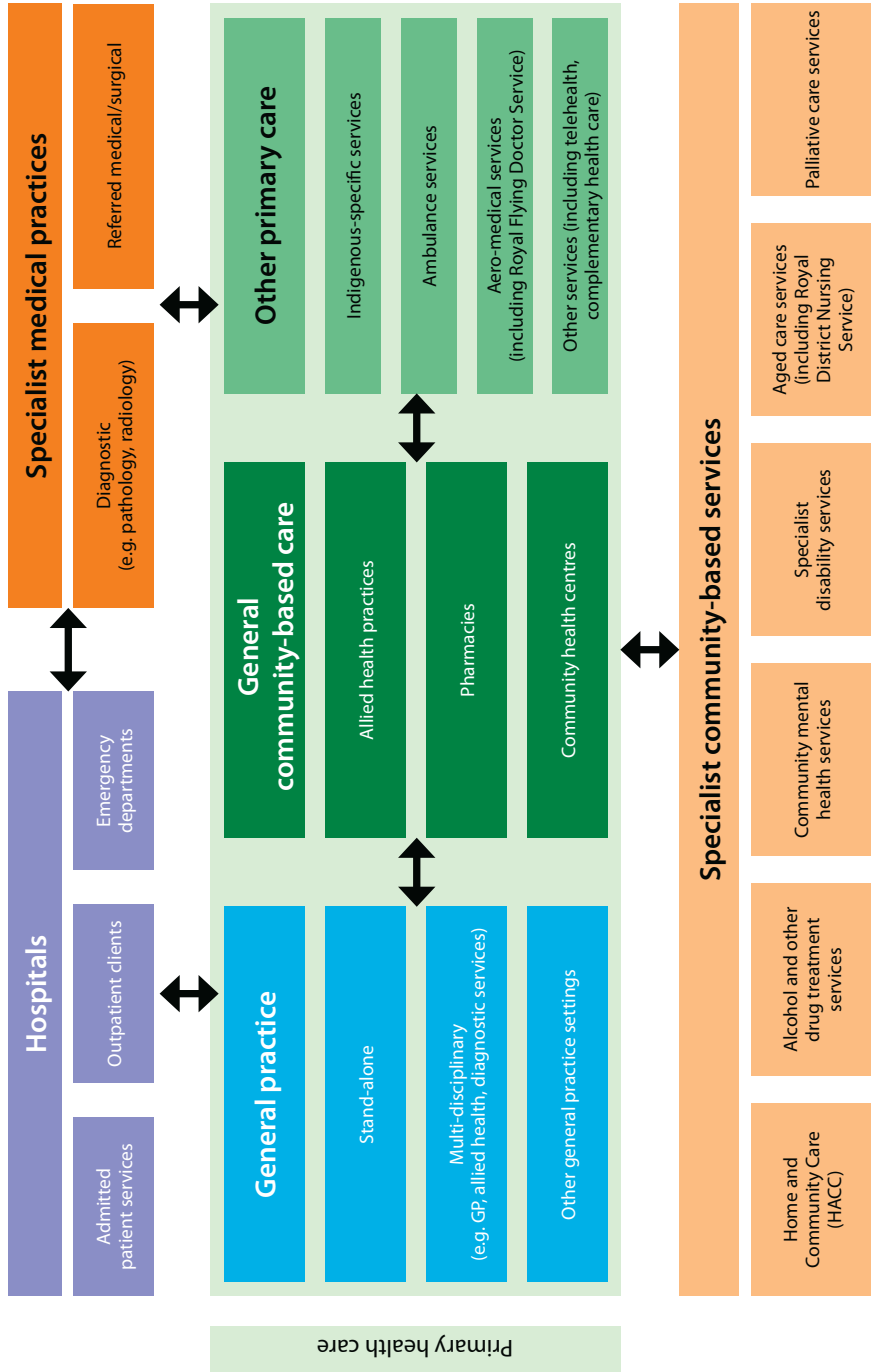 Hospitals
Admitted
patient services
Outpatient clients
Emergency
departments
Specialist medical practices
Diagnostic
(e.g. pathology, radiology)
Referred medical/surgical
Primary health care
General practice
Stand-alone
Multi-disciplinary
(e.g. GP, allied health, diagnostic services)
Other general practice settings
General
community-based care
Allied health practices
Pharmacies
Community health centres
Other primary care
Indigenous-specific services
Ambulance services
Aero-medical services
(including Royal Flying Doctor Service)
Other services (including telehealth,
complementary health care)
Specialist community-based services
Home and
Community Care
(HACC)
Alcohol and other
drug treatment
services
Community mental
health services
Specialist
disability services
Aged care services
(including Royal
District Nursing
Service)
Palliative care services